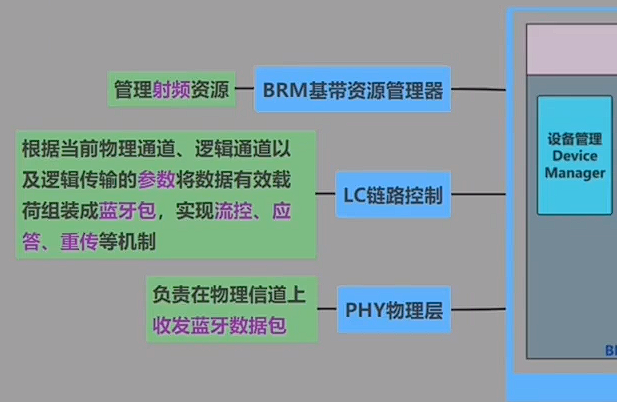 管理射频资源
BRM基带资源管理器
根据当前物理通道、逻辑通道以
及逻辑传输的参数将数据有效载
荷组装成蓝牙包，实现流控、应
答、重传等机制
LC链路控制
负责在物理信道上
收发蓝牙数据包
PHY物理层
设备管理
Device
Manager